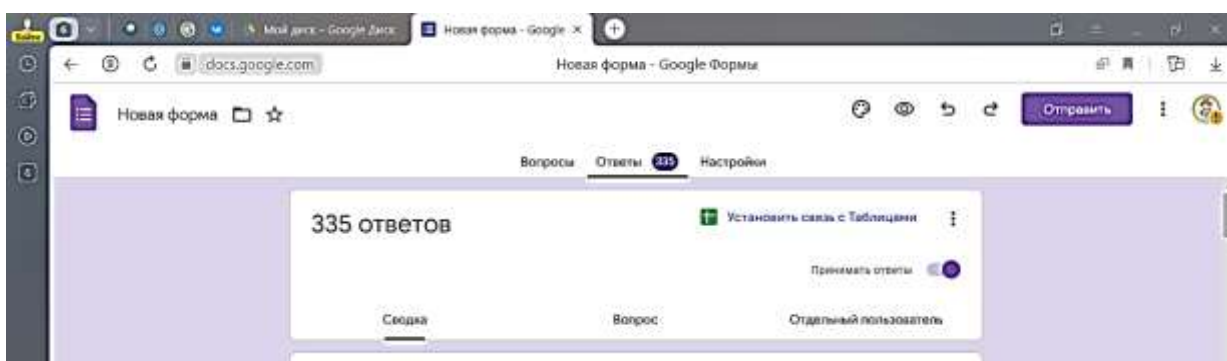 Войти
Мой диск - Google Диск
Новая форма - Google
docs.google.com
Новая форма - Google Формы
Новая форма
Отправить
Вопросы Ответы 335 Настройки
335 ответов
Установить связь с Таблицами
Принимать ответы
Сводка Вопрос Отдельный пользователь